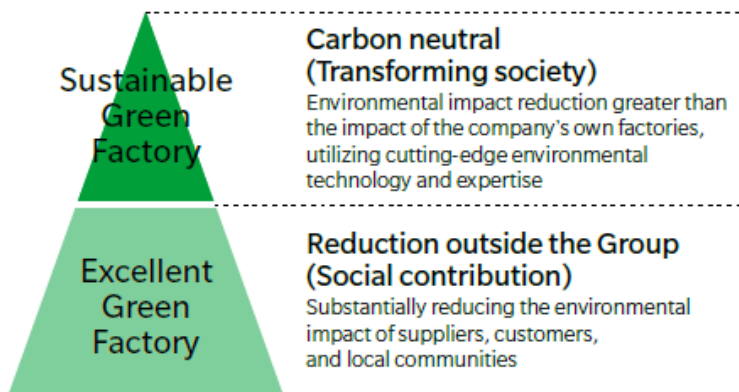 Sustainable
Green
Factory
Carbon neutral
(Transforming society)
Environmental impact reduction greater than
the impact of the company's own factories,
utilizing cutting-edge environmental
technology and expertise
Excellent
Green
Factory
Reduction outside the Group
(Social contribution)
Substantially reducing the environmental
impact of suppliers, customers,
and local communities